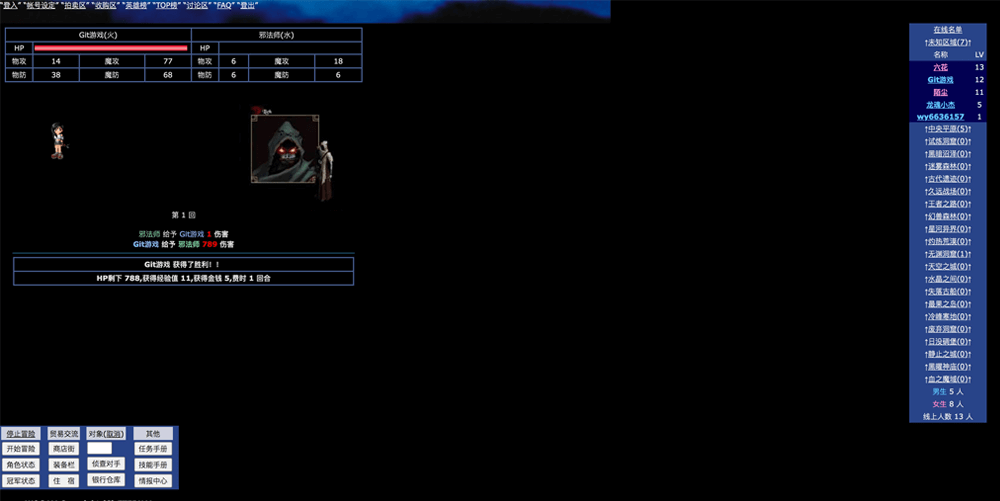 °登入° °帐号设定° °拍卖区° °收购区° °英雄榜° °TOP榜° °讨论区° °FAQ° °登出°
Git游戏(火) 邪法师(水)
HP HP
物攻 14 魔攻 77 物攻 6 魔攻 18
物防 38 魔防 68 物防 6 魔防 6
第 1 回
邪法师 给予 Git游戏 1 伤害
Git游戏 给予 邪法师 789 伤害
Git游戏 获得了胜利！！
HP剩下 788,获得经验值 11,获得金钱 5,费时 1 回合
停止冒险 贸易交流 对象(取消) 其他
开始冒险 商店街 任务手册
角色状态 装备栏 侦查对手 技能手册
冠军状态 住 宿 银行仓库 情报中心
在线名单
↑未知区域(7)↑
名称 LV
六花 13
Git游戏 12
陌尘 11
龙魂小杰 5
wy6636157 1
↑中央平原(5)↑
↑试炼洞窟(0)↑
↑黑暗沼泽(0)↑
↑迷雾森林(0)↑
↑古代遗迹(0)↑
↑久远战场(0)↑
↑王者之路(0)↑
↑幻兽森林(0)↑
↑星河异界(0)↑
↑灼热荒漠(0)↑
↑无渊洞窟(1)↑
↑天空之城(0)↑
↑水晶之间(0)↑
↑失落古船(0)↑
↑最果之岛(0)↑
↑冷峰寒地(0)↑
↑废弃洞窟(0)↑
↑日没碉堡(0)↑
↑静止之城(0)↑
↑黑曜神庙(0)↑
↑血之魔域(0)↑
男生 5 人
女生 8 人
线上人数 13 人